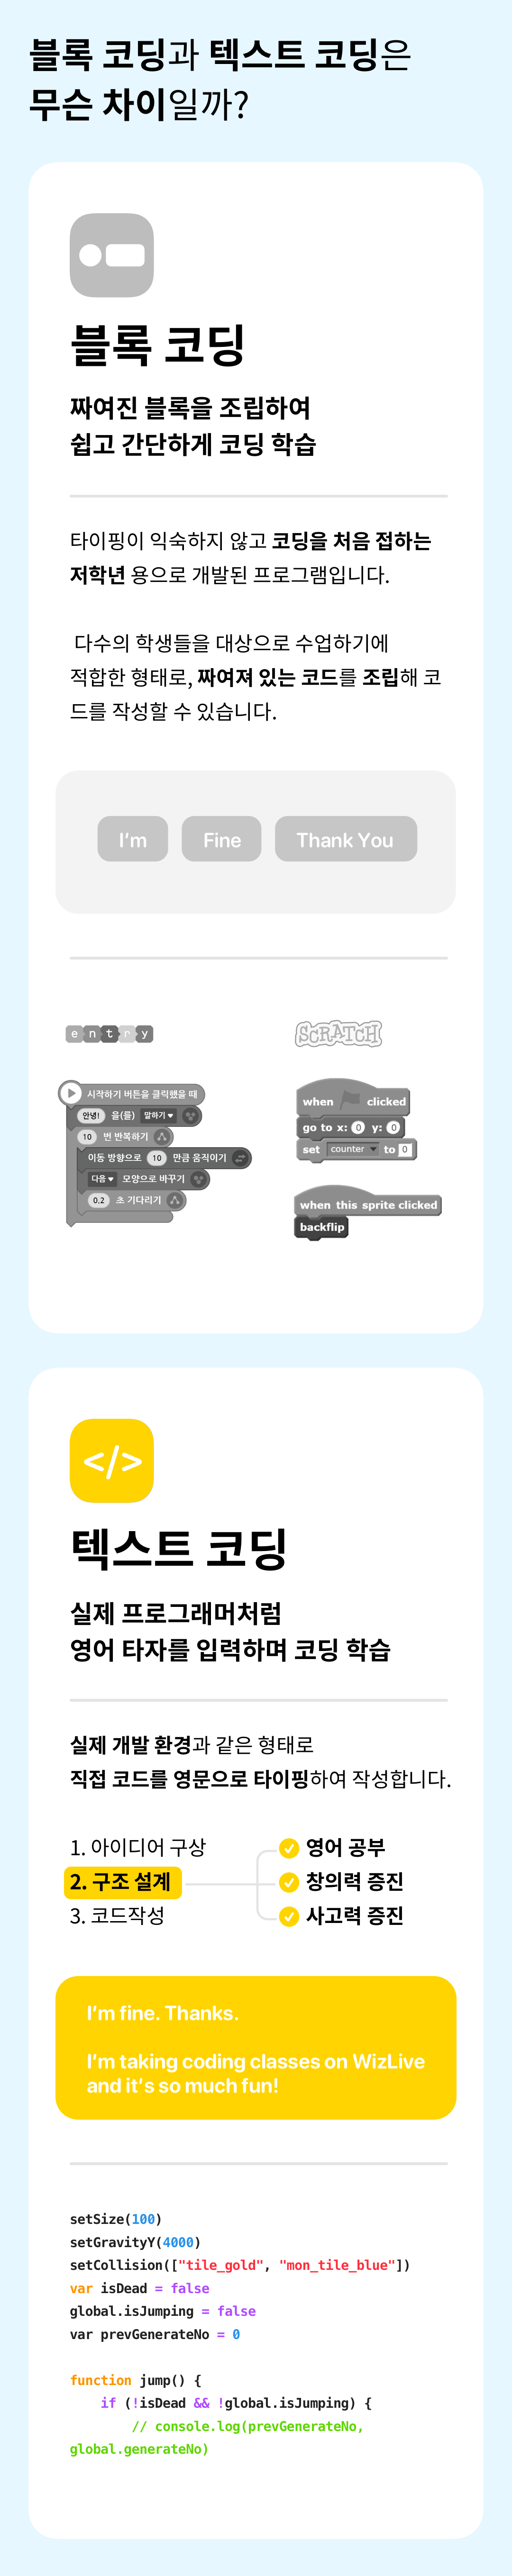 블록 코딩과 텍스트 코딩은
무슨 차이일까?
블록 코딩
짜여진 블록을 조립하여
쉽고 간단하게 코딩 학습
타이핑이 익숙하지 않고 코딩을 처음 접하는
저학년 용으로 개발된 프로그램입니다.
다수의 학생들을 대상으로 수업하기에
적합한 형태로, 짜여져 있는 코드를 조립해 코
드를 작성할 수 있습니다.
I'm Fine Thank You
entry
시작하기 버튼을 클릭했을 때
안녕! 을(를) 말하기
10 번 반복하기
이동 방향으로 10 만큼 움직이기
다음 모양으로 바꾸기
0.2 초 기다리기
SCRATCH
when clicked
go to x: 0 y: 0
set counter to 0
when this sprite clicked
backflip
</>
텍스트 코딩
실제 프로그래머처럼
영어 타자를 입력하며 코딩 학습
실제 개발 환경과 같은 형태로
직접 코드를 영문으로 타이핑하여 작성합니다.
1. 아이디어 구상
2. 구조 설계
3. 코드작성
영어 공부
창의력 증진
사고력 증진
I'm fine. Thanks.
I'm taking coding classes on WizLive
and it's so much fun!
setSize(100)
setGravityY(4000)
setCollision(["tile_gold", "mon_tile_blue"])
var isDead = false
global.isJumping = false
var prevGenerateNo = 0
function jump() {
if (!isDead && !global.isJumping) {
// console.log(prevGenerateNo,
global.generateNo)